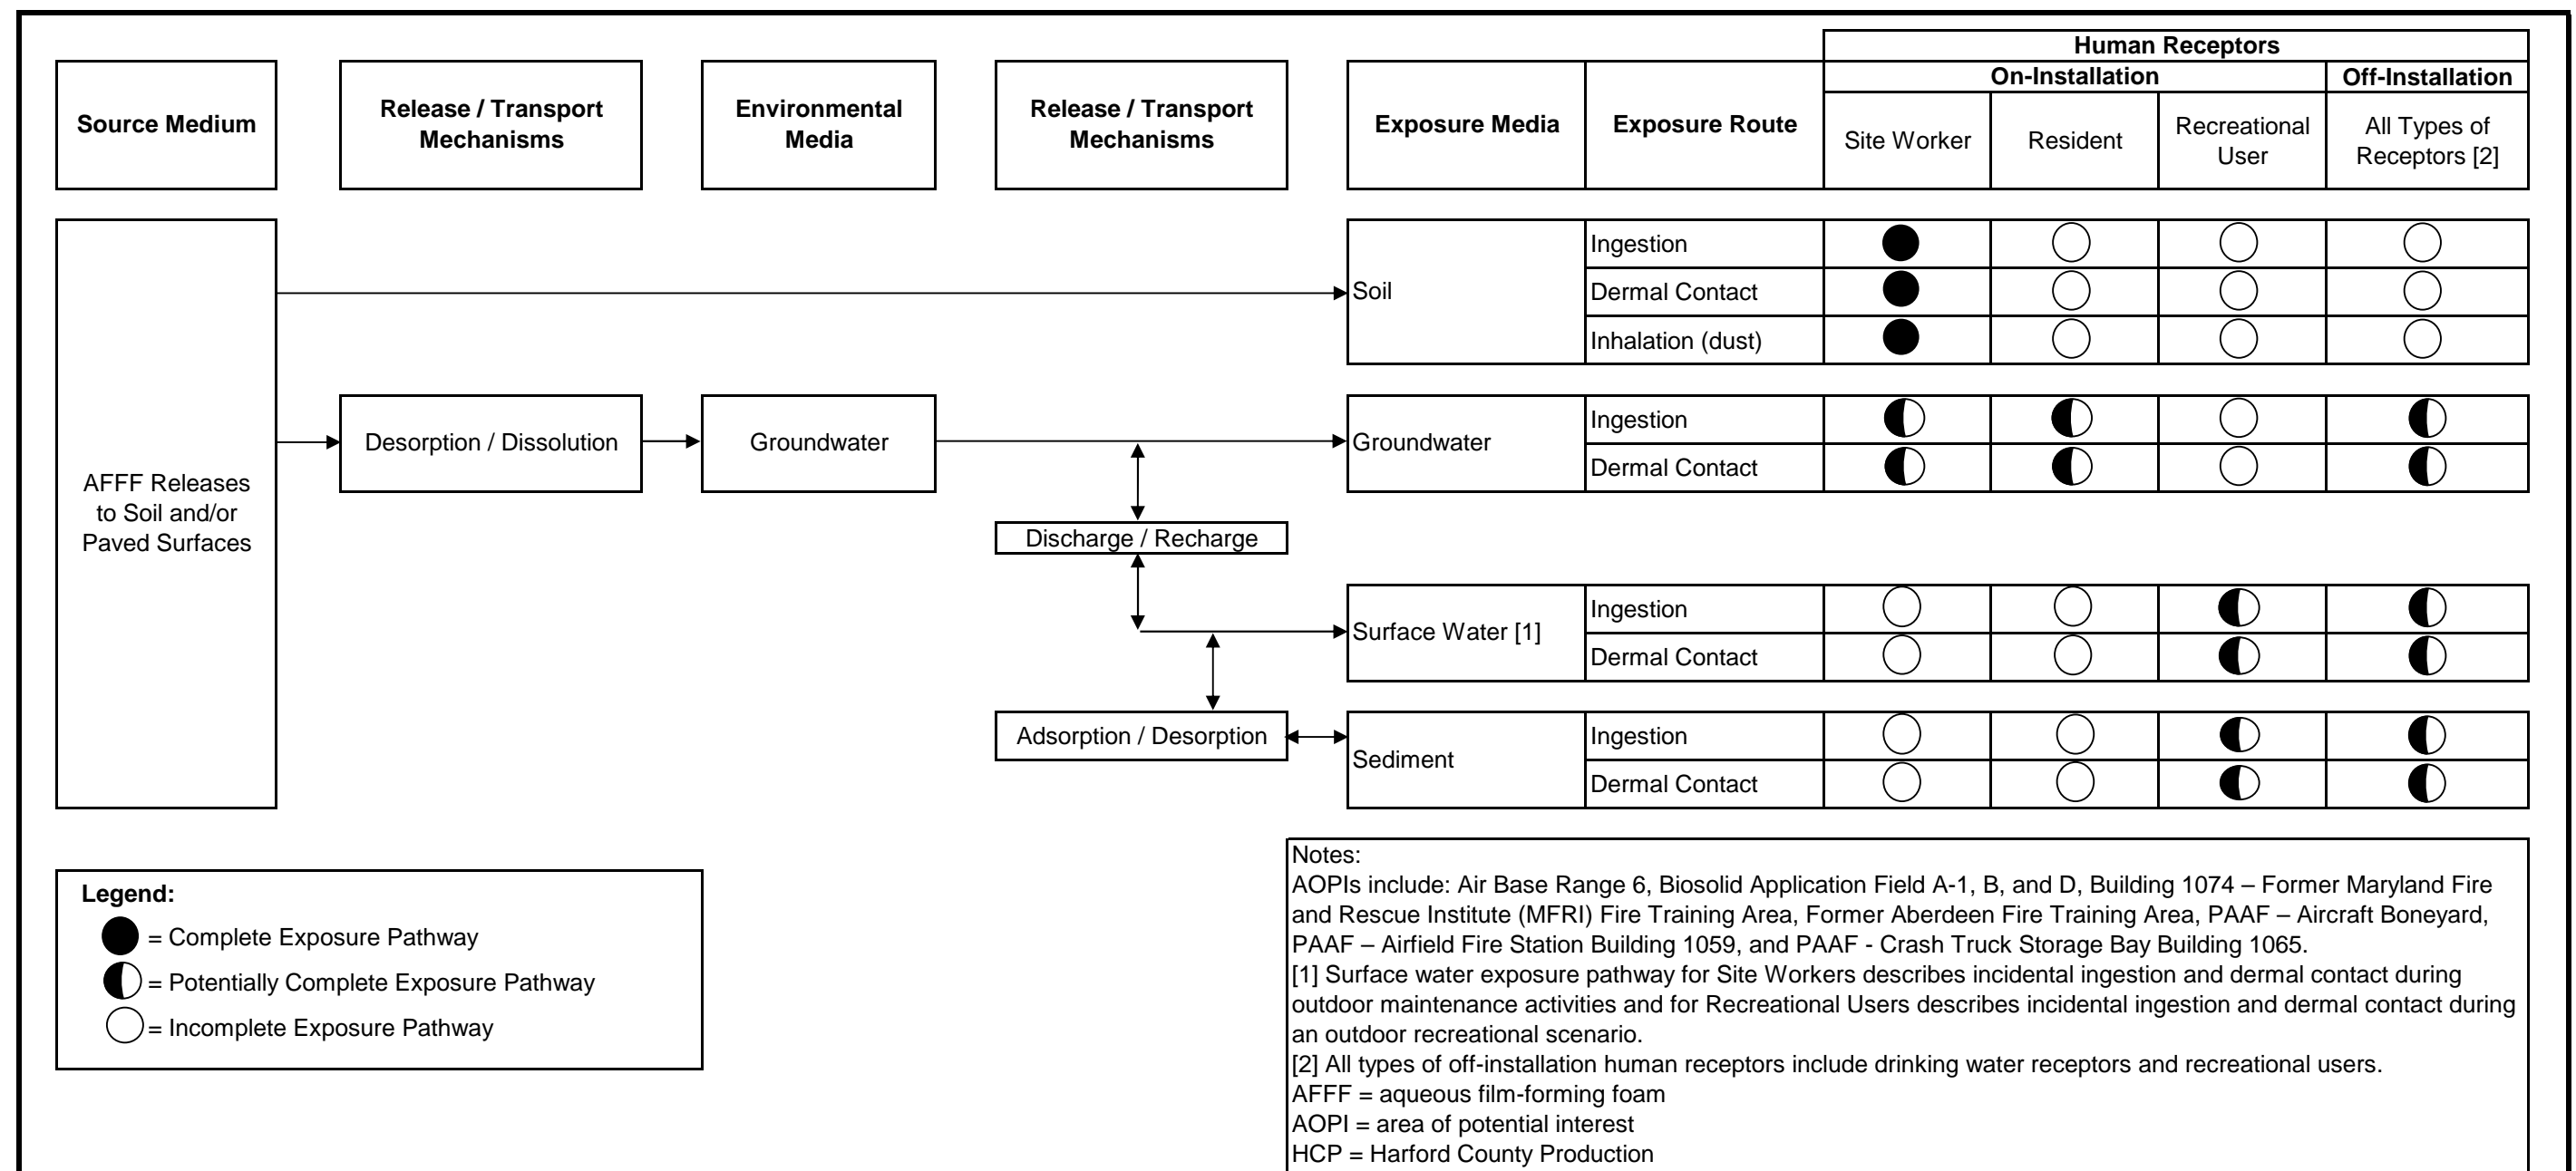 Human Receptors
On-Installation
Off-Installation
Source Medium
Release / Transport
Mechanisms
Environmental
Media
Release / Transport
Mechanisms
Exposure Media
Exposure Route
Site Worker
Resident
Recreational
User
All Types of
Receptors [2]
AFFF Releases
to Soil and/or
Paved Surfaces
Soil
Ingestion
Dermal Contact
Inhalation (dust)
Desorption / Dissolution
Groundwater
Groundwater
Ingestion
Dermal Contact
Discharge / Recharge
Surface Water [1]
Ingestion
Dermal Contact
Adsorption / Desorption
Sediment
Ingestion
Dermal Contact
Legend:
= Complete Exposure Pathway
= Potentially Complete Exposure Pathway
= Incomplete Exposure Pathway
Notes:
AOPIs include: Air Base Range 6, Biosolid Application Field A-1, B, and D, Building 1074 – Former Maryland Fire
and Rescue Institute (MFRI) Fire Training Area, Former Aberdeen Fire Training Area, PAAF – Aircraft Boneyard,
PAAF – Airfield Fire Station Building 1059, and PAAF - Crash Truck Storage Bay Building 1065.
[1] Surface water exposure pathway for Site Workers describes incidental ingestion and dermal contact during
outdoor maintenance activities and for Recreational Users describes incidental ingestion and dermal contact during
an outdoor recreational scenario.
[2] All types of off-installation human receptors include drinking water receptors and recreational users.
AFFF = aqueous film-forming foam
AOPI = area of potential interest
HCP = Harford County Production